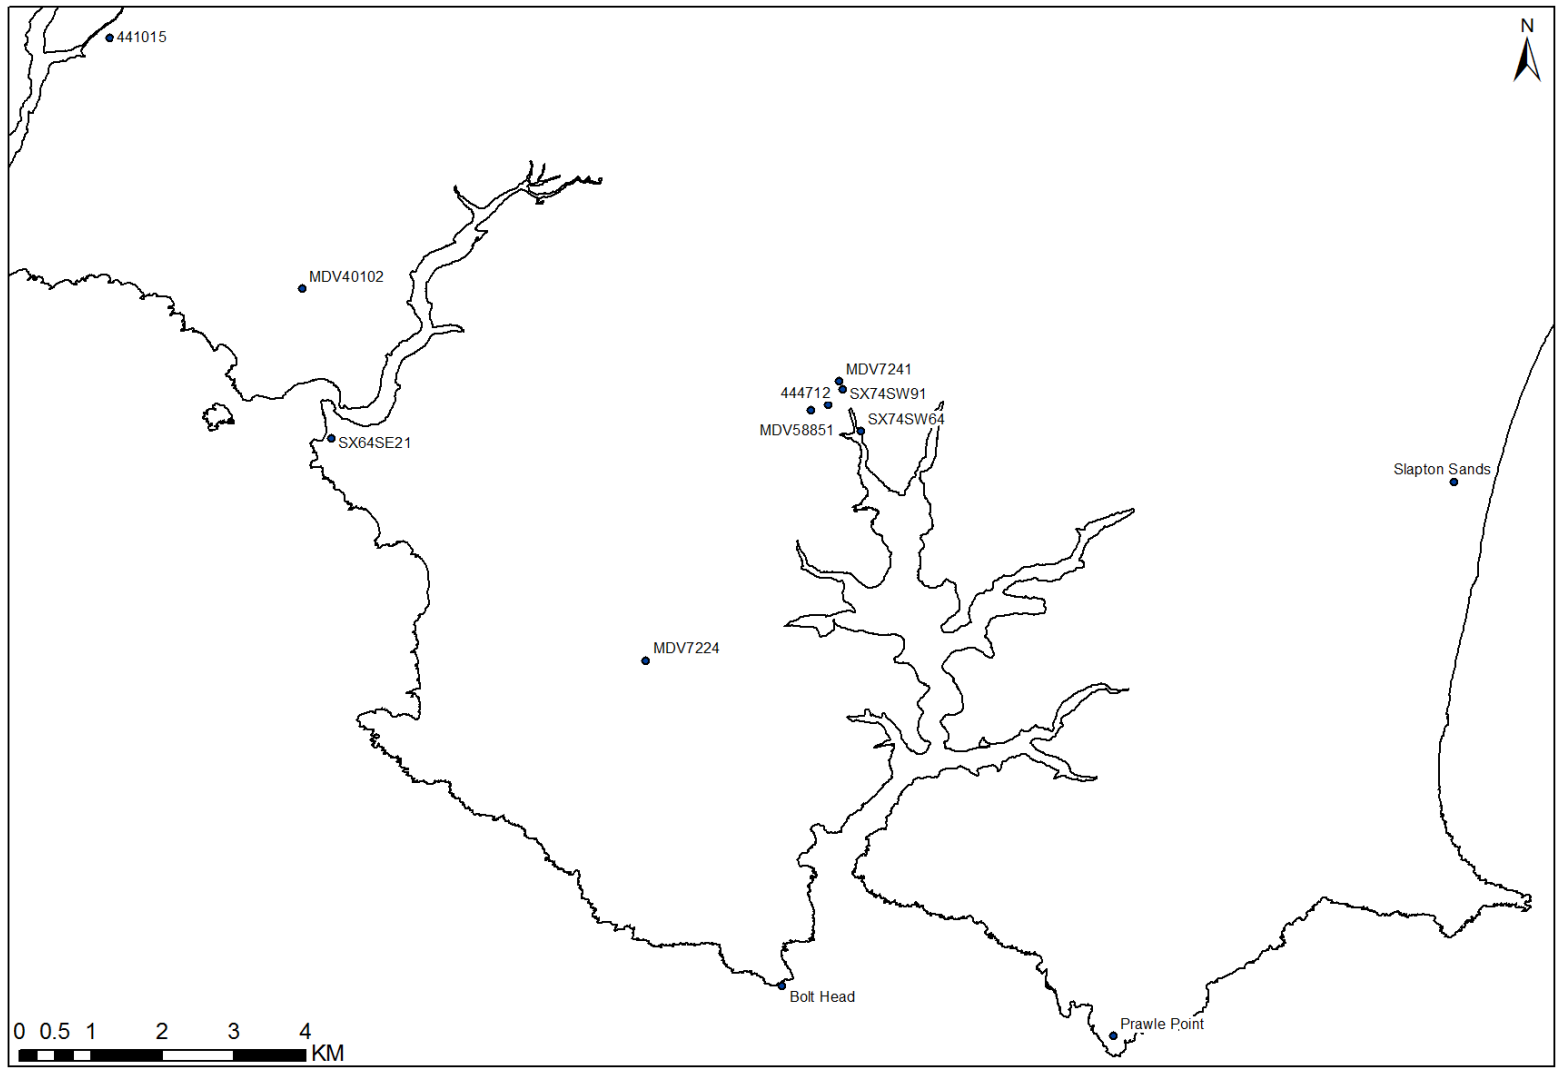 N
441015
MDV40102
MDV7241
444712
SX74SW91
SX74SW64
MDV58851
SX64SE21
Slapton Sands
MDV7224
Bolt Head
Prawle Point
0 0.5 1 2 3 4
KM